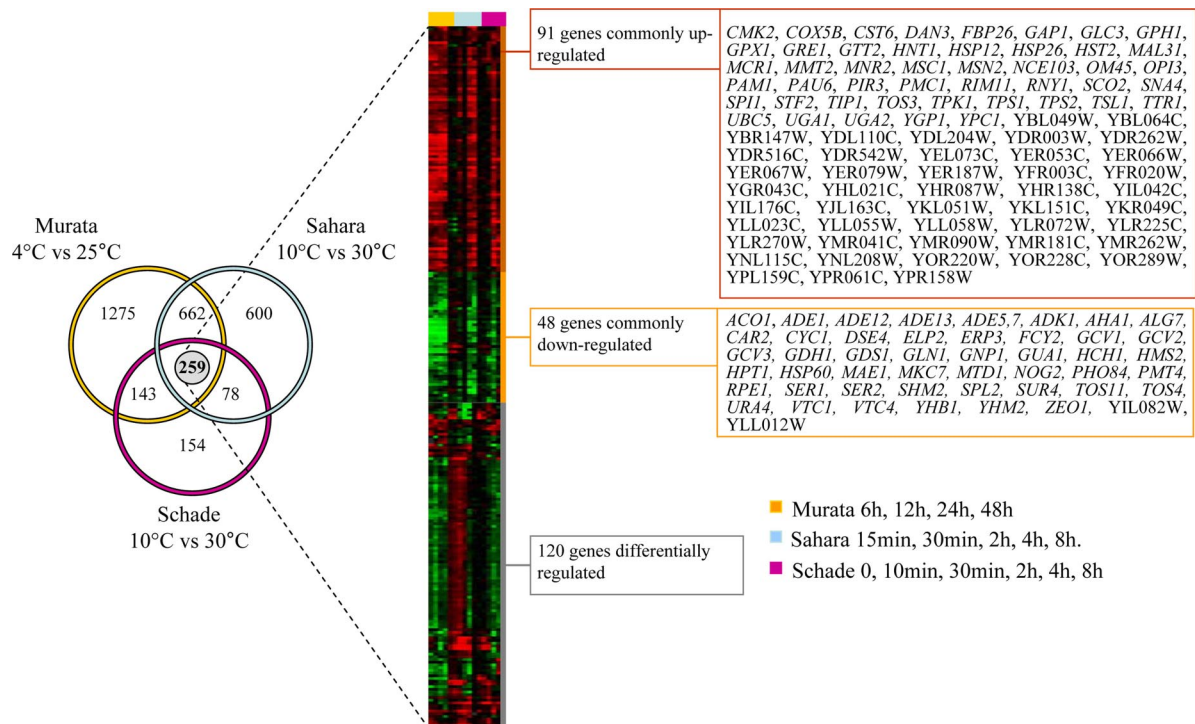 Murata
4°C vs 25°C
Sahara
10°C vs 30°C
1275
662
600
259
143
78
154
Schade
10°C vs 30°C
91 genes commonly up-
regulated
CMK2, COX5B, CST6, DAN3, FBP26, GAP1, GLC3, GPH1,
GPX1, GRE1, GTT2, HNT1, HSP12, HSP26, HST2, MAL31,
MCR1, MMT2, MNR2, MSC1, MSN2, NCE103, OM45, OPI3,
PAM1, PAU6, PIR3, PMC1, RIM11, RNY1, SCO2, SNA4,
SPI1, STF2, TIP1, TOS3, TPK1, TPS1, TPS2, TSL1, TTR1,
UBC5, UGA1, UGA2, YGP1, YPC1, YBL049W, YBL064C,
YBR147W, YDL110C, YDL204W, YDR003W, YDR262W,
YDR516C, YDR542W, YEL073C, YER053C, YER066W,
YER067W, YER079W, YER187W, YFR003C, YFR020W,
YGR043C, YHL021C, YHR087W, YHR138C, YIL042C,
YIL176C, YJL163C, YKL051W, YKL151C, YKR049C,
YLL023C, YLL055W, YLL058W, YLR072W, YLR225C,
YLR270W, YMR041C, YMR090W, YMR181C, YMR262W,
YNL115C, YNL208W, YOR220W, YOR228C, YOR289W,
YPL159C, YPR061C, YPR158W
48 genes commonly
down-regulated
ACO1, ADE1, ADE12, ADE13, ADE5,7, ADK1, AHA1, ALG7,
CAR2, CYC1, DSE4, ELP2, ERP3, FCY2, GCV1, GCV2,
GCV3, GDH1, GDS1, GLN1, GNP1, GUA1, HCH1, HMS2,
HPT1, HSP60, MAE1, MKC7, MTD1, NOG2, PHO84, PMT4,
RPE1, SER1, SER2, SHM2, SPL2, SUR4, TOS11, TOS4,
URA4, VTC1, VTC4, YHB1, YHM2, ZEO1, YIL082W,
YLL012W
120 genes differentially
regulated
Murata 6h, 12h, 24h, 48h
Sahara 15min, 30min, 2h, 4h, 8h.
Schade 0, 10min, 30min, 2h, 4h, 8h